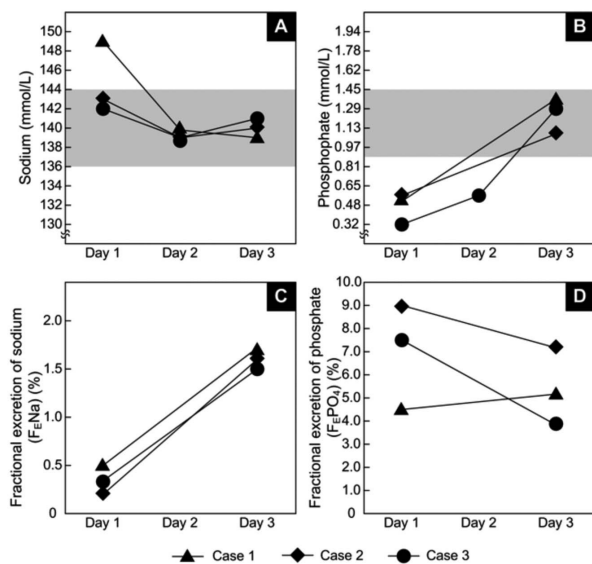 A
Sodium (mmol/L)
150
148
146
144
142
140
138
136
134
132
130
Day 1 Day 2 Day 3
B
Phosphophate (mmol/L)
1.94
1.78
1.62
1.45
1.29
1.13
0.97
0.81
0.65
0.48
0.32
Day 1 Day 2 Day 3
C
Fractional excretion of sodium
(FENa) (%)
2.0
1.5
1.0
0.5
0.0
Day 1 Day 2 Day 3
D
Fractional excretion of phosphate
(FEPO4) (%)
10.0
9.0
8.0
7.0
6.0
5.0
4.0
3.0
2.0
1.0
0.0
Day 1 Day 2 Day 3
Case 1 Case 2 Case 3